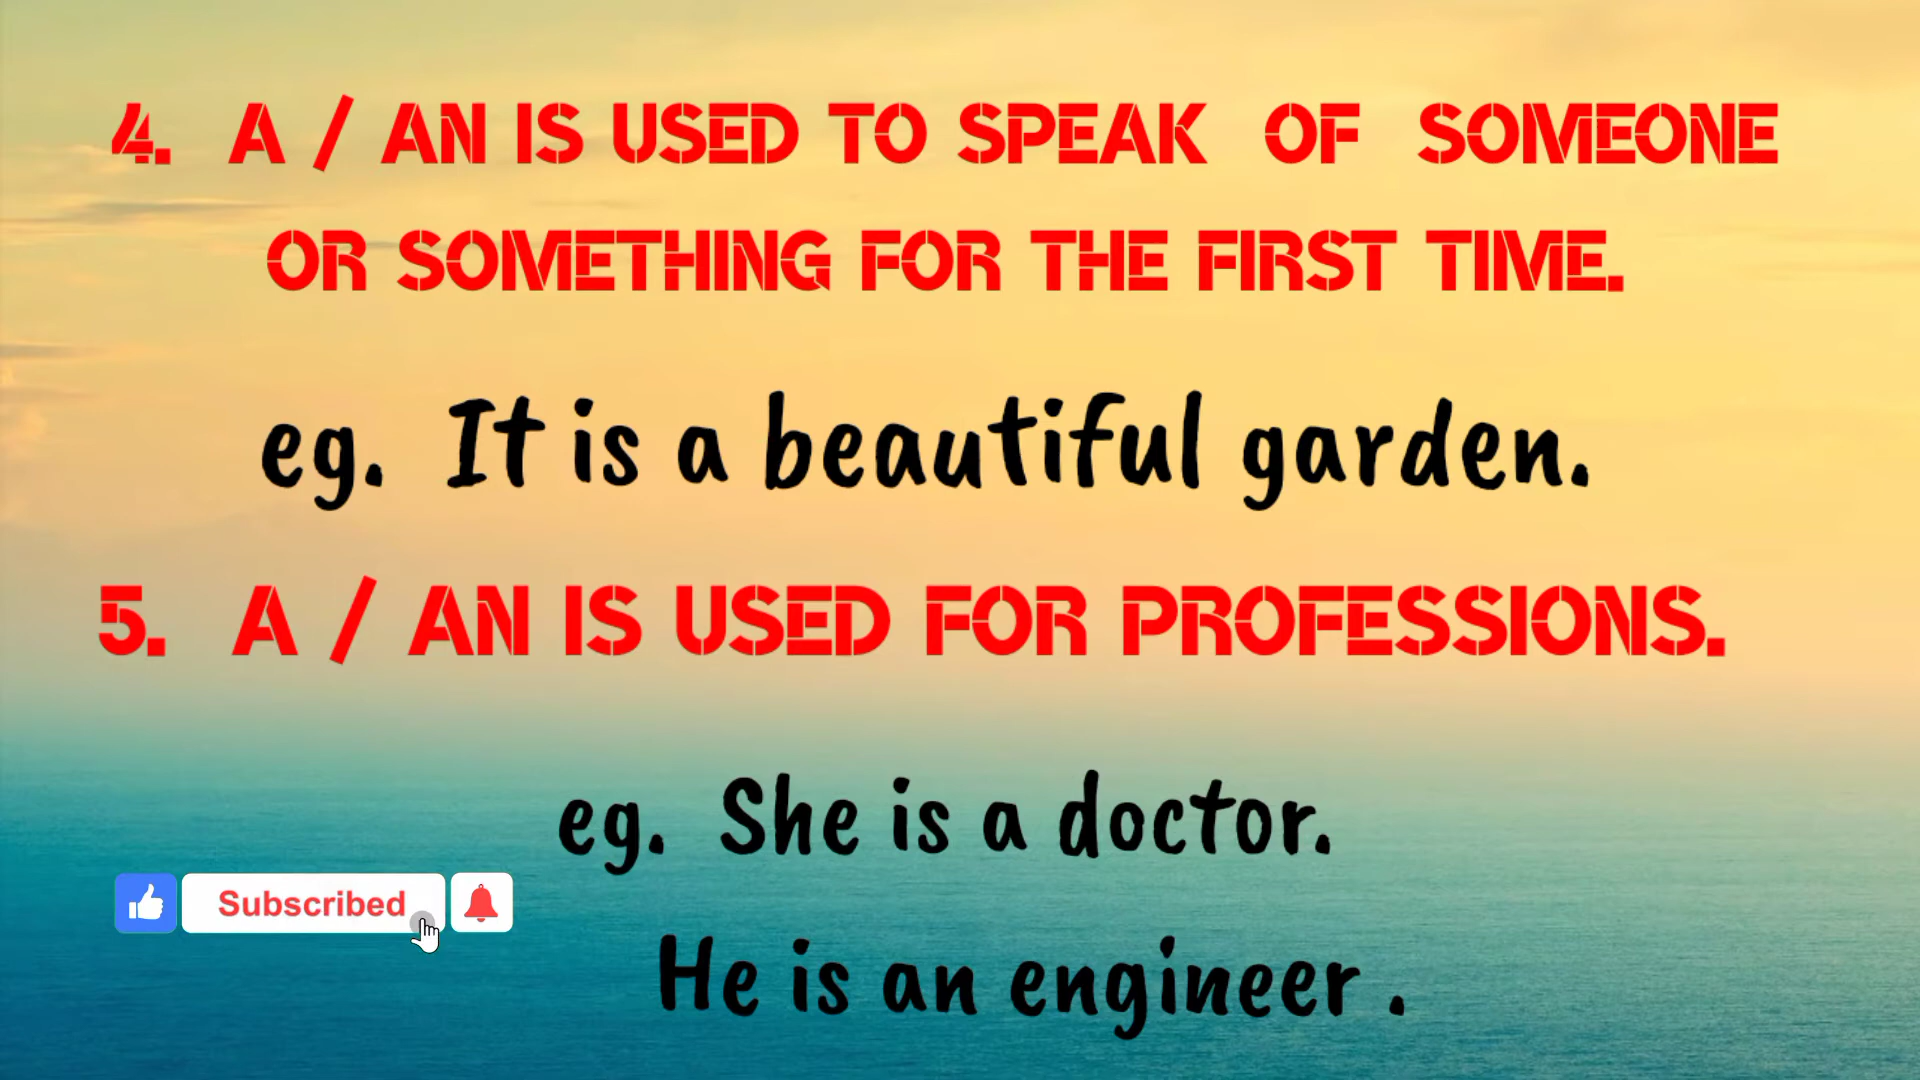 4. A / AN IS USED TO SPEAK OF SOMEONE
OR SOMETHING FOR THE FIRST TIME.
eg. It is a beautiful garden.
5. A / AN IS USED FOR PROFESSIONS.
eg. She is a doctor.
Subscribed
He is an engineer .